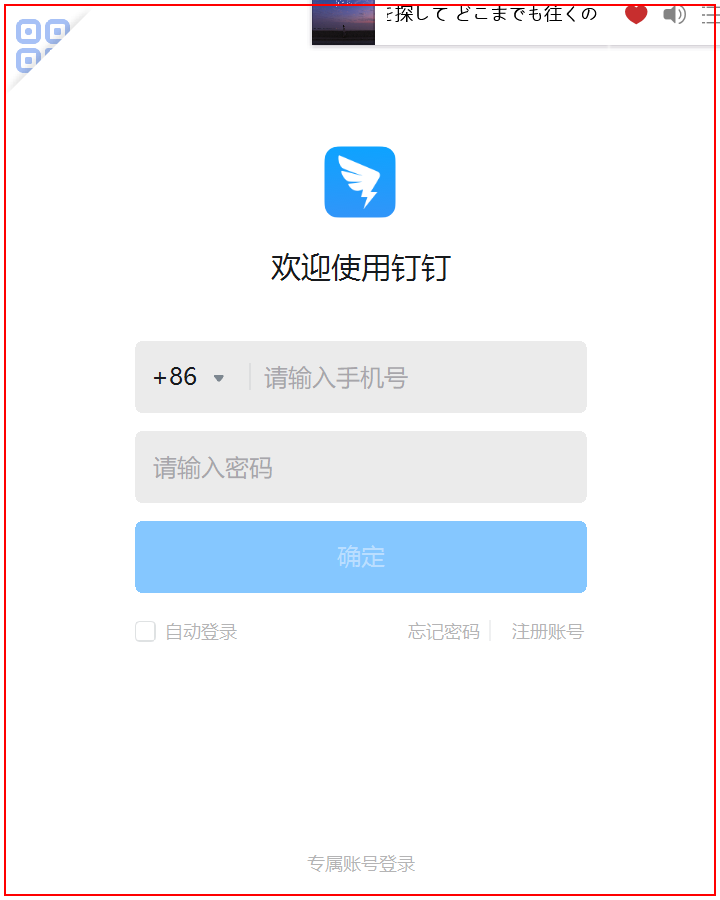 を探して どこまでも往くの
欢迎使用钉钉
+86 请输入手机号
请输入密码
确定
自动登录 忘记密码 注册账号
专属账号登录